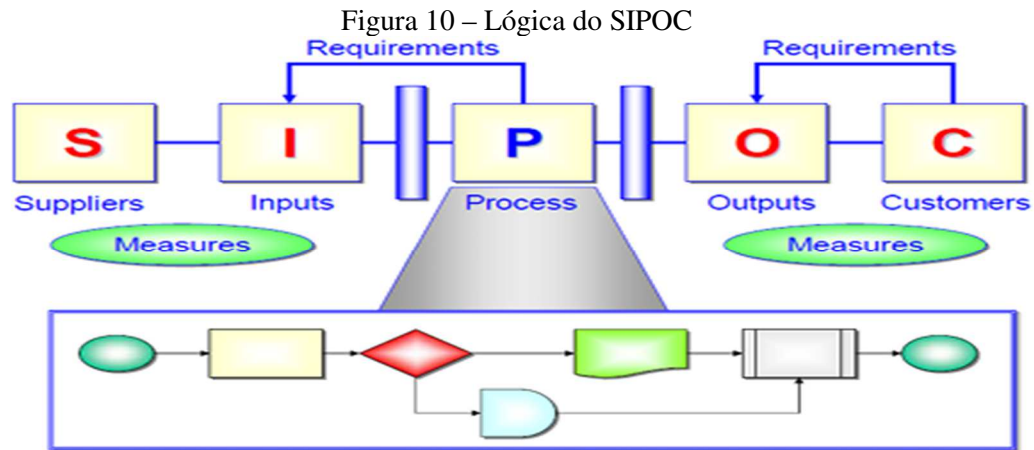 Figura 10 – Lógica do SIPOC
Requirements Requirements
S I P O C
Suppliers Inputs Process Outputs Customers
Measures Measures